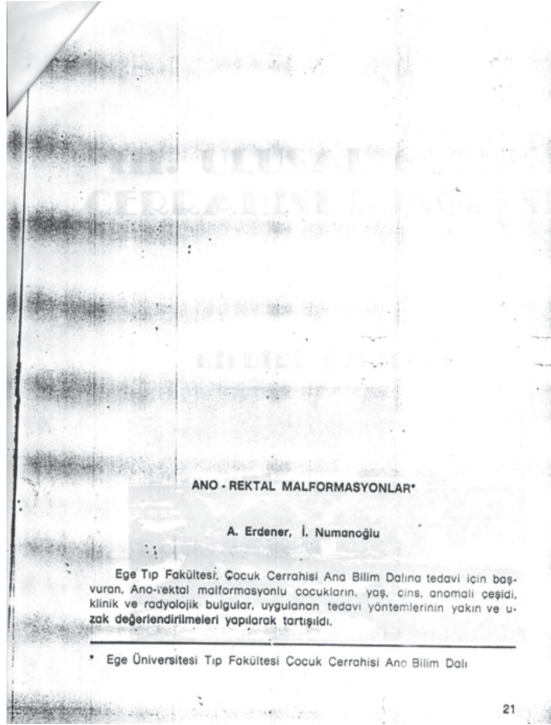 ANO - REKTAL MALFORMASYONLAR*
A. Erdener, İ. Numanoğlu
Ege Tıp Fakültesi, Çocuk Cerrahisi Ana Bilim Dalına tedavi için baş-
vuran, Ano-rektal malformasyonlu çocukların, yaş, cins, anomali çeşidi,
klinik ve radyolojik bulgular, uygulanan tedavi yöntemlerinin yakın ve u-
zak değerlendirilmeleri yapılarak tartışıldı.
* Ege Üniversitesi Tıp Fakültesi Çocuk Cerrahisi Ana Bilim Dalı
21